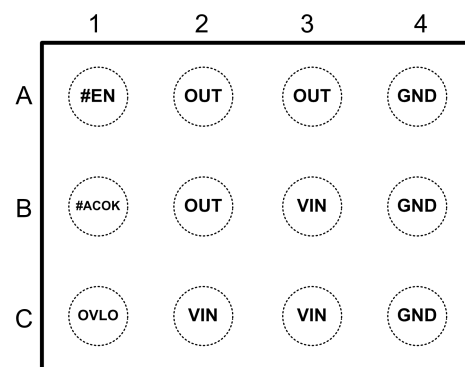 1 2 3 4
A #EN OUT OUT GND
B #ACOK OUT VIN GND
C OVLO VIN VIN GND